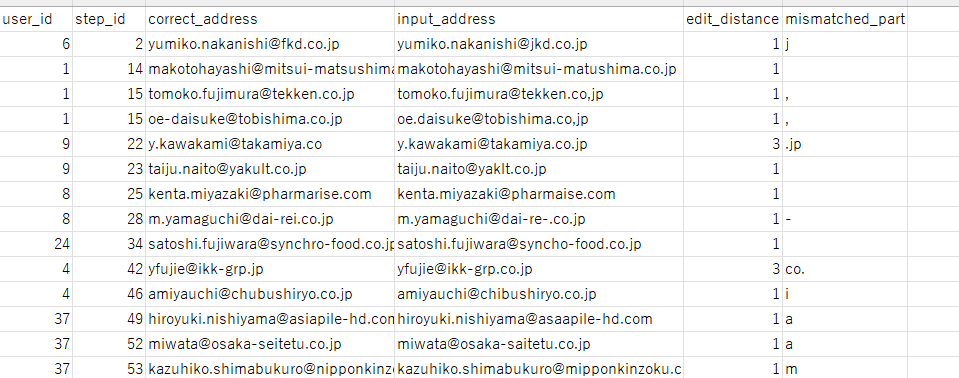 user_id step_id correct_address input_address edit_distance mismatched_part
6 2 yumiko.nakanishi@fkd.co.jp yumiko.nakanishi@jkd.co.jp 1 j
1 14 makotohayashi@mitsui-matsushima makotohayashi@mitsui-matushima.co.jp 1
1 15 tomoko.fujimura@tekken.co.jp tomoko.fujimura@tekken.co,jp 1 ,
1 15 oe-daisuke@tobishima.co.jp oe.daisuke@tobishima.co,jp 1 ,
9 22 y.kawakami@takamiya.co y.kawakami@takamiya.co.jp 3 .jp
9 23 taiju.naito@yakult.co.jp taiju.naito@yaklt.co.jp 1
8 25 kenta.miyazaki@pharmarise.com kenta.miyazaki@pharmaise.com 1
8 28 m.yamaguchi@dai-rei.co.jp m.yamaguchi@dai-re-.co.jp 1 -
24 34 satoshi.fujiwara@synchro-food.co.jp satoshi.fujiwara@syncho-food.co.jp 1
4 42 yfujie@ikk-grp.jp yfujie@ikk-grp.co.jp 3 co.
4 46 amiyauchi@chubushiryo.co.jp amiyauchi@chibushiryo.co.jp 1 i
37 49 hiroyuki.nishiyama@asiapile-hd.com hiroyuki.nishiyama@asaapile-hd.com 1 a
37 52 miwata@osaka-seitetu.co.jp miwata@osaka-saitetu.co.jp 1 a
37 53 kazuhiko.shimabukuro@nipponkinzo kazuhiko.shimabukuro@mipponkinzoku.c 1 m